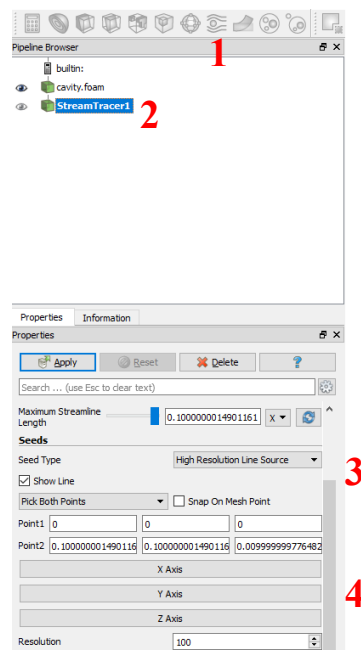 1
Pipeline Browser
builtin:
cavity.foam
StreamTracer1
2
Properties Information
Properties
Apply Reset Delete ?
Search ... (use Esc to clear text)
Maximum Streamline Length 0.1000000014901161 X
Seeds
Seed Type High Resolution Line Source
3
Show Line
Pick Both Points Snap On Mesh Point
Point1 0 0 0
Point2 0.100000001490116 0.100000001490116 0.009999999776482
X Axis
Y Axis
4
Z Axis
Resolution 100